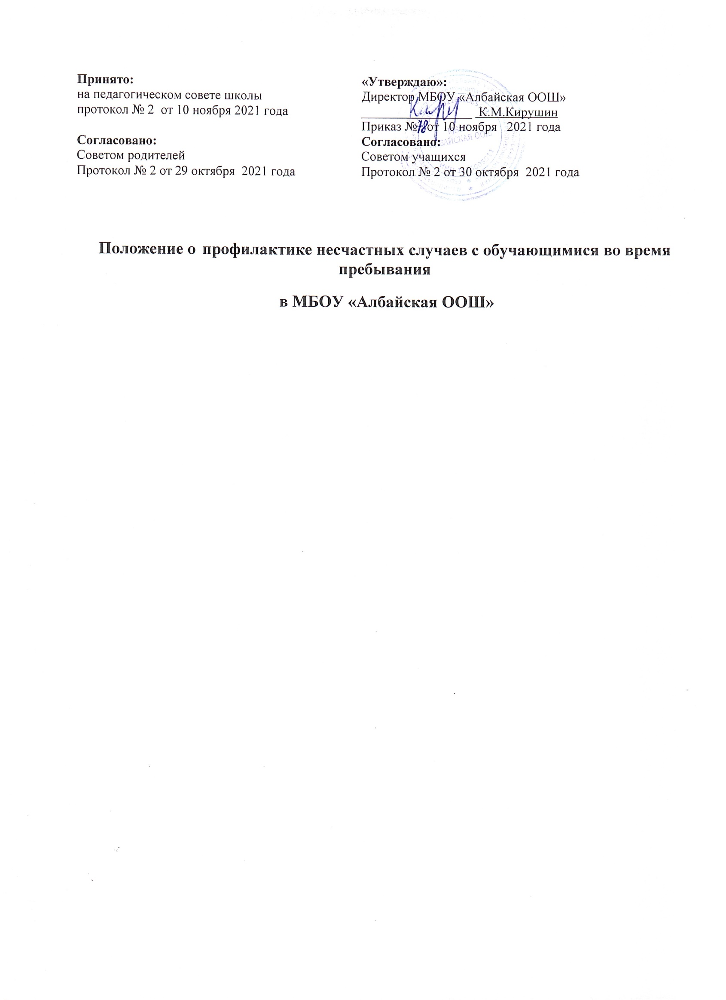 Принято:
на педагогическом совете школы
протокол № 2 от 10 ноября 2021 года
Согласовано:
Советом родителей
Протокол № 2 от 29 октября 2021 года
«Утверждаю»:
Директор МБОУ «Албайская ООШ»
К.М.Кирушин
Приказ №78 от 10 ноября 2021 года
Согласовано:
Советом учащихся
Протокол № 2 от 30 октября 2021 года
Положение о профилактике несчастных случаев с обучающимися во время
пребывания
в МБОУ «Албайская ООШ»